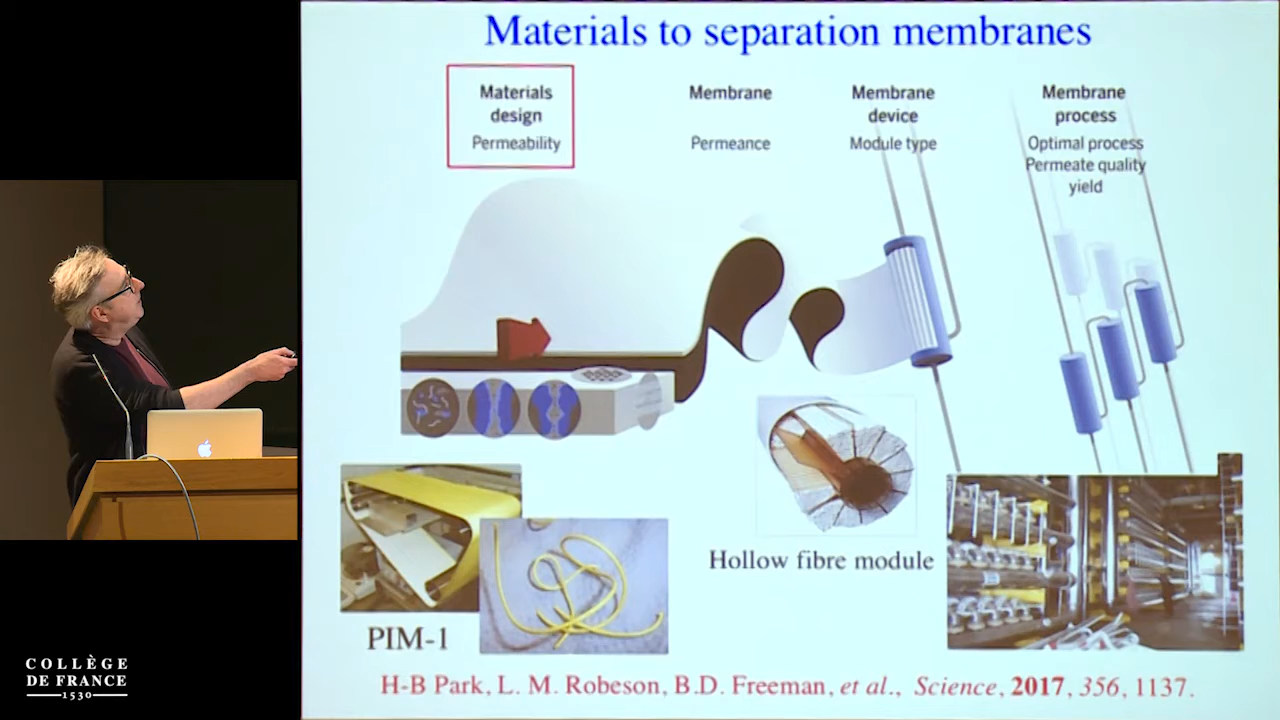 Materials to separation membranes
Materials
design
Permeability
Membrane
Permeance
Membrane
device
Module type
Membrane
process
Optimal process
Permeate quality
yield
Hollow fibre module
PIM-1
H-B Park, L. M. Robeson, B.D. Freeman, et al., Science, 2017, 356, 1137.
COLLÈGE
DE FRANCE
1530